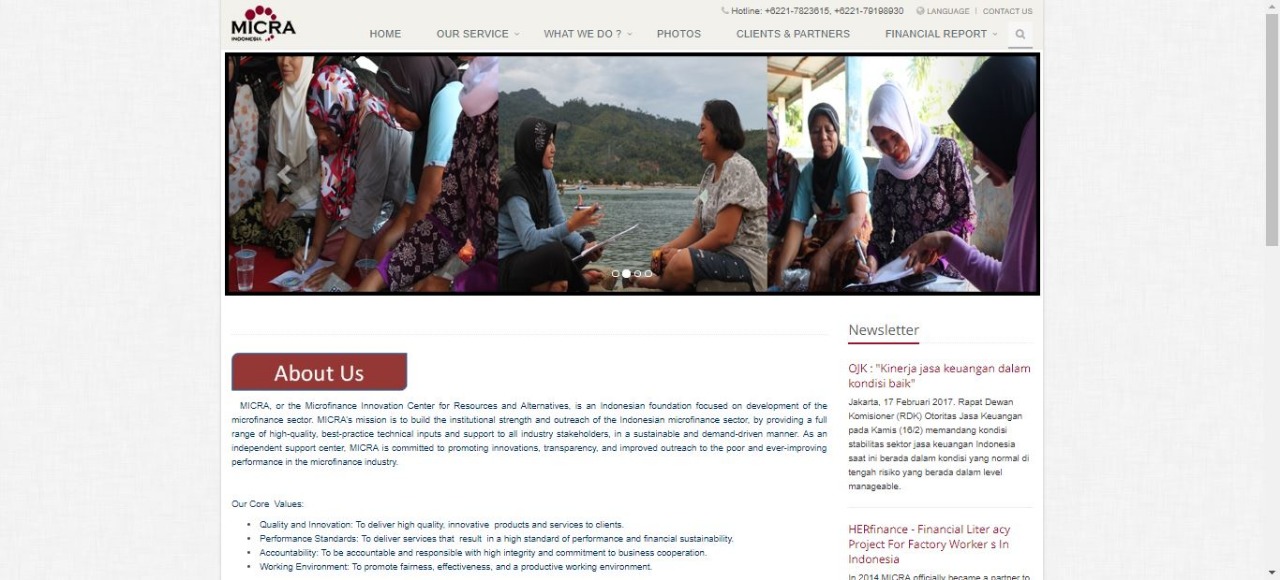 MICRA
INDONESIA
Hotline: +6221-7823615, +6221-79198930
LANGUAGE | CONTACT US
HOME OUR SERVICE WHAT WE DO ? PHOTOS CLIENTS & PARTNERS FINANCIAL REPORT
About Us
MICRA, or the Microfinance Innovation Center for Resources and Alternatives, is an Indonesian foundation focused on development of the
microfinance sector. MICRA's mission is to build the institutional strength and outreach of the Indonesian microfinance sector, by providing a full
range of high-quality, best-practice technical inputs and support to all industry stakeholders, in a sustainable and demand-driven manner. As an
independent support center, MICRA is committed to promoting innovations, transparency, and improved outreach to the poor and ever-improving
performance in the microfinance industry.
Our Core Values:
• Quality and Innovation: To deliver high quality, innovative products and services to clients.
• Performance Standards: To deliver services that result in a high standard of performance and financial sustainability.
• Accountability: To be accountable and responsible with high integrity and commitment to business cooperation.
• Working Environment: To promote fairness, effectiveness, and a productive working environment.
Newsletter
OJK : "Kinerja jasa keuangan dalam
kondisi baik"
Jakarta, 17 Februari 2017. Rapat Dewan
Komisioner (RDK) Otoritas Jasa Keuangan
pada Kamis (16/2) memandang kondisi
stabilitas sektor jasa keuangan Indonesia
saat ini berada dalam kondisi yang normal di
tengah risiko yang berada dalam level
manageable.
HERfinance - Financial Liter acy
Project For Factory Worker s In
Indonesia
In 2014 MICRA officially became a partner to